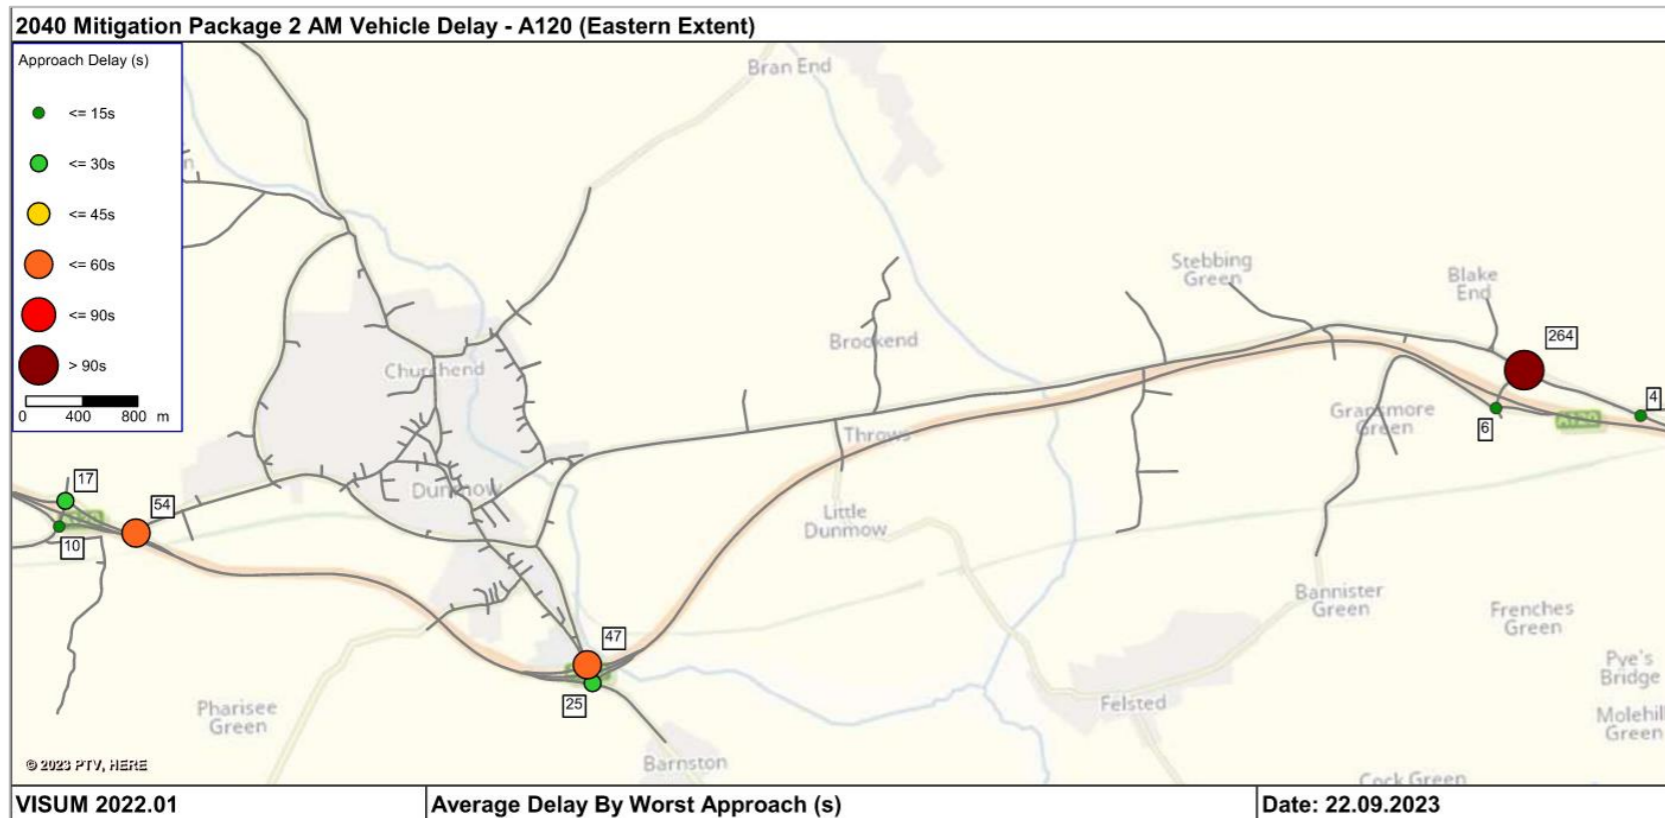 2040 Mitigation Package 2 AM Vehicle Delay - A120 (Eastern Extent)
Approach Delay (s)
<= 15s
<= 30s
<= 45s
<= 60s
<= 90s
> 90s
0 400 800 m
Bran End
Stebbing
Green
Blake
End
264
Brookend
Churchend
4
Throws
Gransmore
Green
6
A120
17
54
Dunmow
10
Little
Dunmow
Bannister
Green
Frenches
Green
47
Pye's
Bridge
25
Felsted
Molehill
Green
Pharisee
Green
Barnston
Cock Green
© 2023 PTV, HERE
VISUM 2022.01
Average Delay By Worst Approach (s)
Date: 22.09.2023